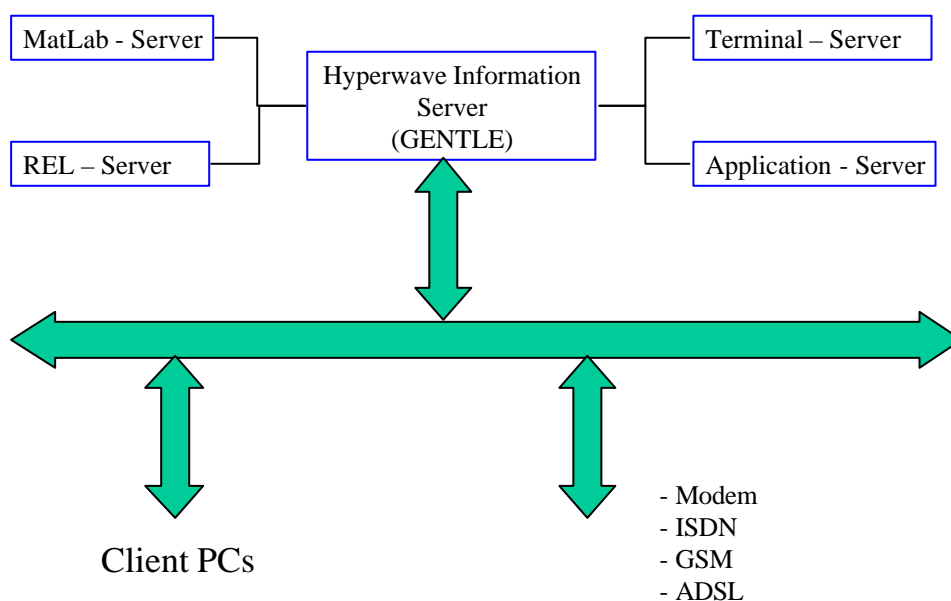 MatLab - Server
Terminal – Server
Hyperwave Information
Server
(GENTLE)
REL – Server
Application - Server
Client PCs
- Modem
- ISDN
- GSM
- ADSL